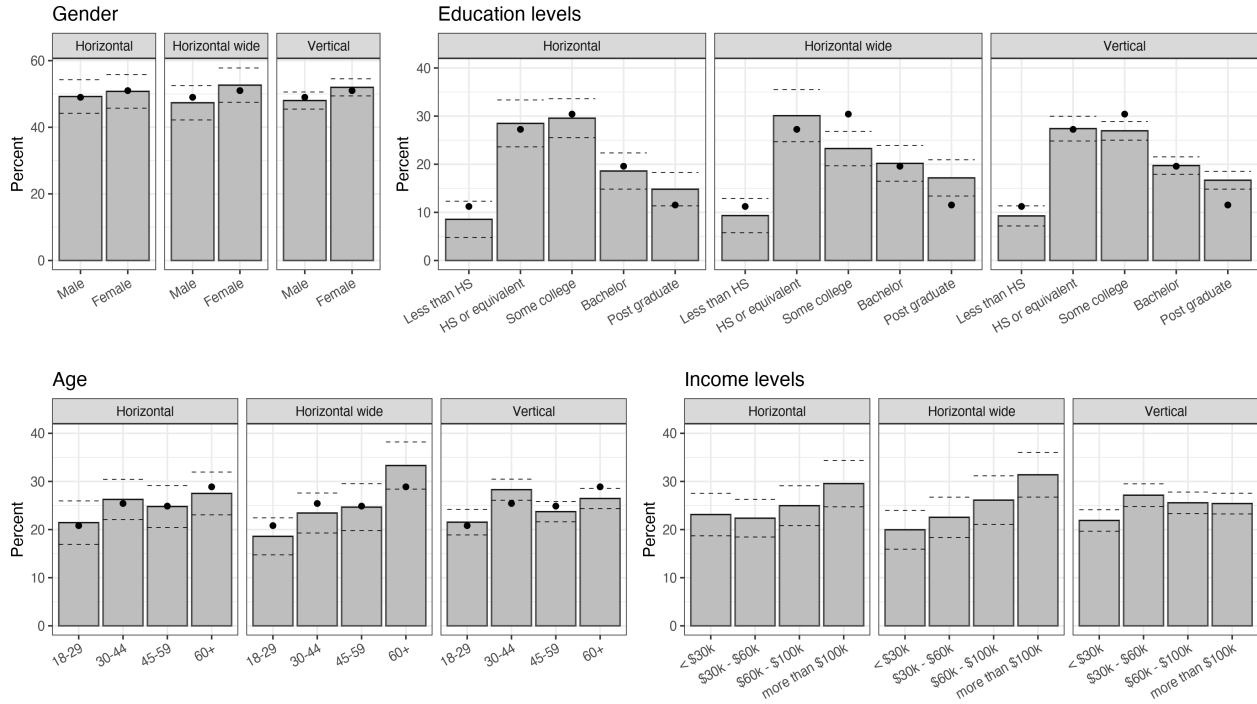 Gender
Education levels
Horizontal Horizontal wide Vertical
Horizontal Horizontal wide Vertical
Percent
60
40
20
0
Male Female Male Female Male Female
Percent
40
30
20
10
0
Less than HS HS or equivalent Some college Bachelor Post graduate
Less than HS HS or equivalent Some college Bachelor Post graduate
Less than HS HS or equivalent Some college Bachelor Post graduate
Age
Income levels
Horizontal Horizontal wide Vertical
Horizontal Horizontal wide Vertical
Percent
40
30
20
10
0
18-29 30-44 45-59 60+
18-29 30-44 45-59 60+
18-29 30-44 45-59 60+
Percent
40
30
20
10
0
< $30k $30k - $60k $60k - $100k more than $100k
< $30k $30k - $60k $60k - $100k more than $100k
< $30k $30k - $60k $60k - $100k more than $100k